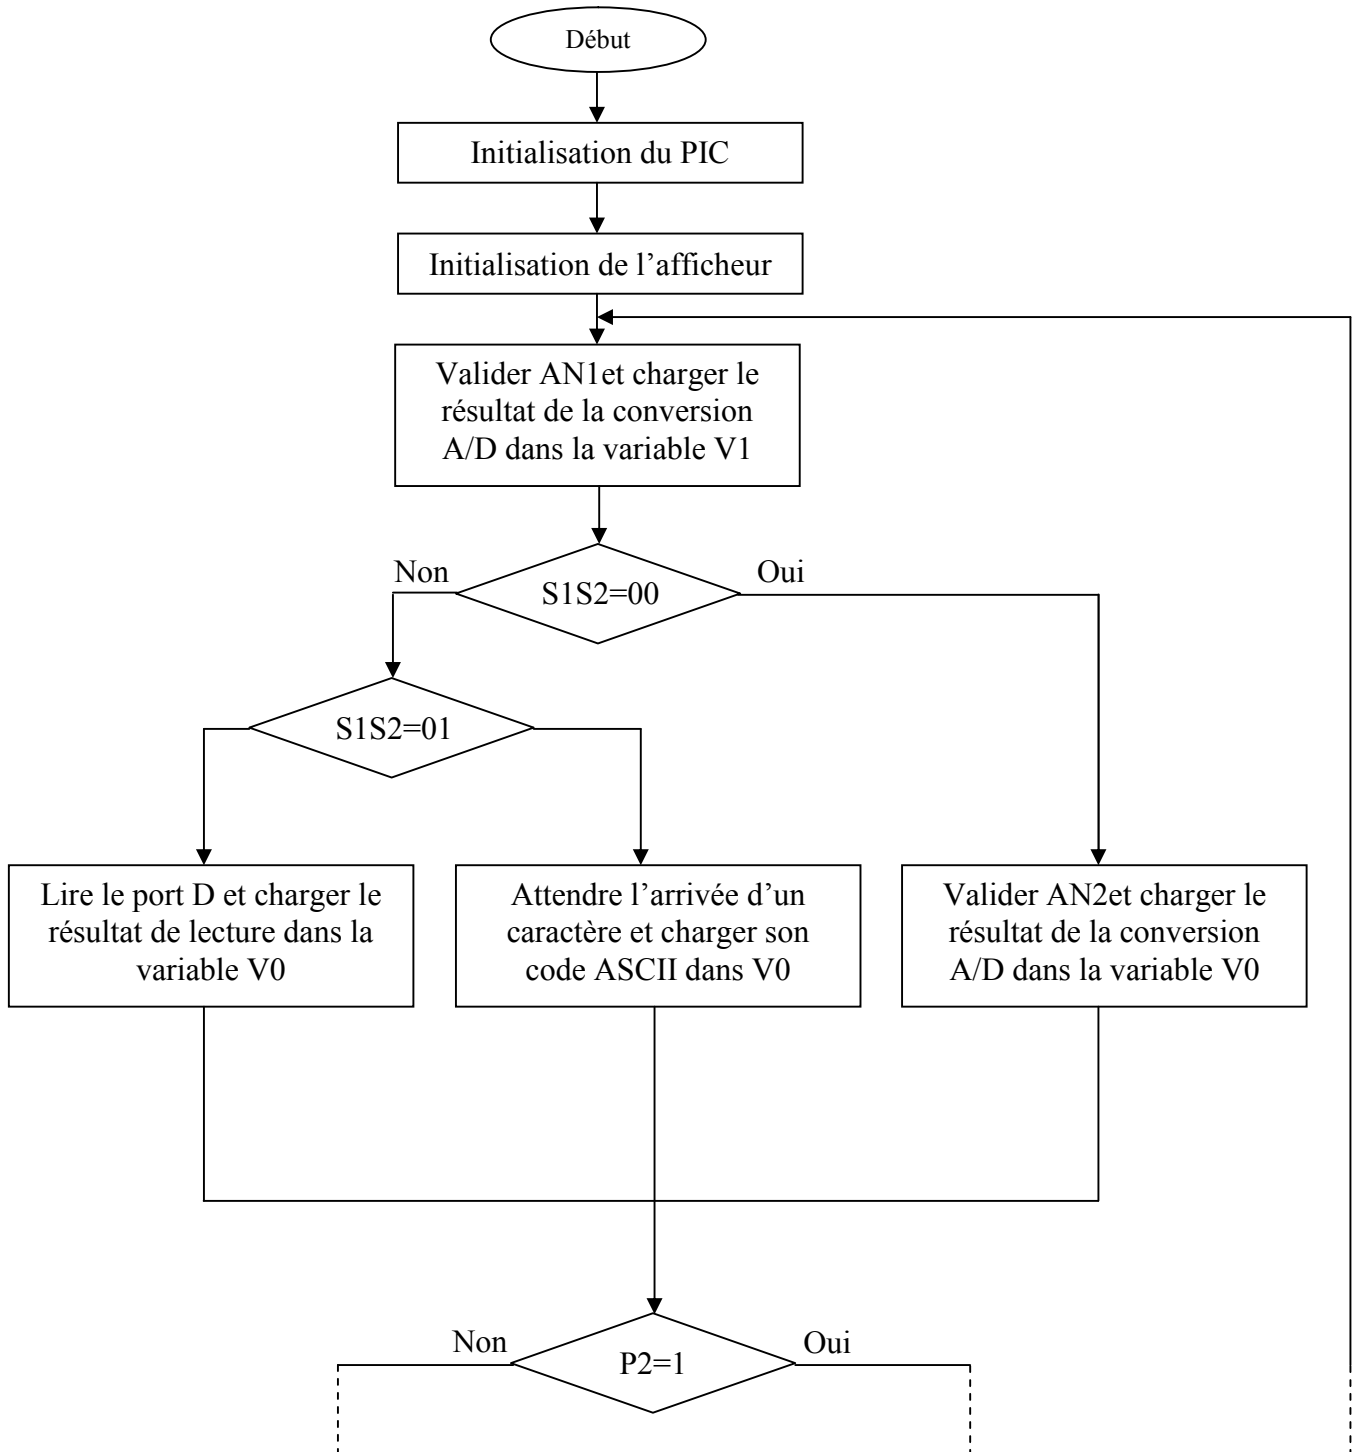 Début
Initialisation du PIC
Initialisation de l’afficheur
Valider AN1et charger le
résultat de la conversion
A/D dans la variable V1
Non
Oui
S1S2=00
S1S2=01
Lire le port D et charger le
résultat de lecture dans la
variable V0
Attendre l’arrivée d’un
caractère et charger son
code ASCII dans V0
Valider AN2et charger le
résultat de la conversion
A/D dans la variable V0
Non
Oui
P2=1